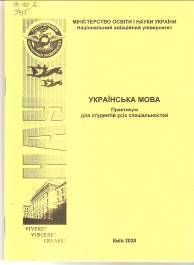 МІНІСТЕРСТВО ОСВІТИ І НАУКИ УКРАЇНИ
Національний авіаційний університет
НАУ
УКРАЇНСЬКА МОВА
Практикум
для студентів усіх спеціальностей
VIVERE!
VINCERE!
CREARE!
Київ 2008